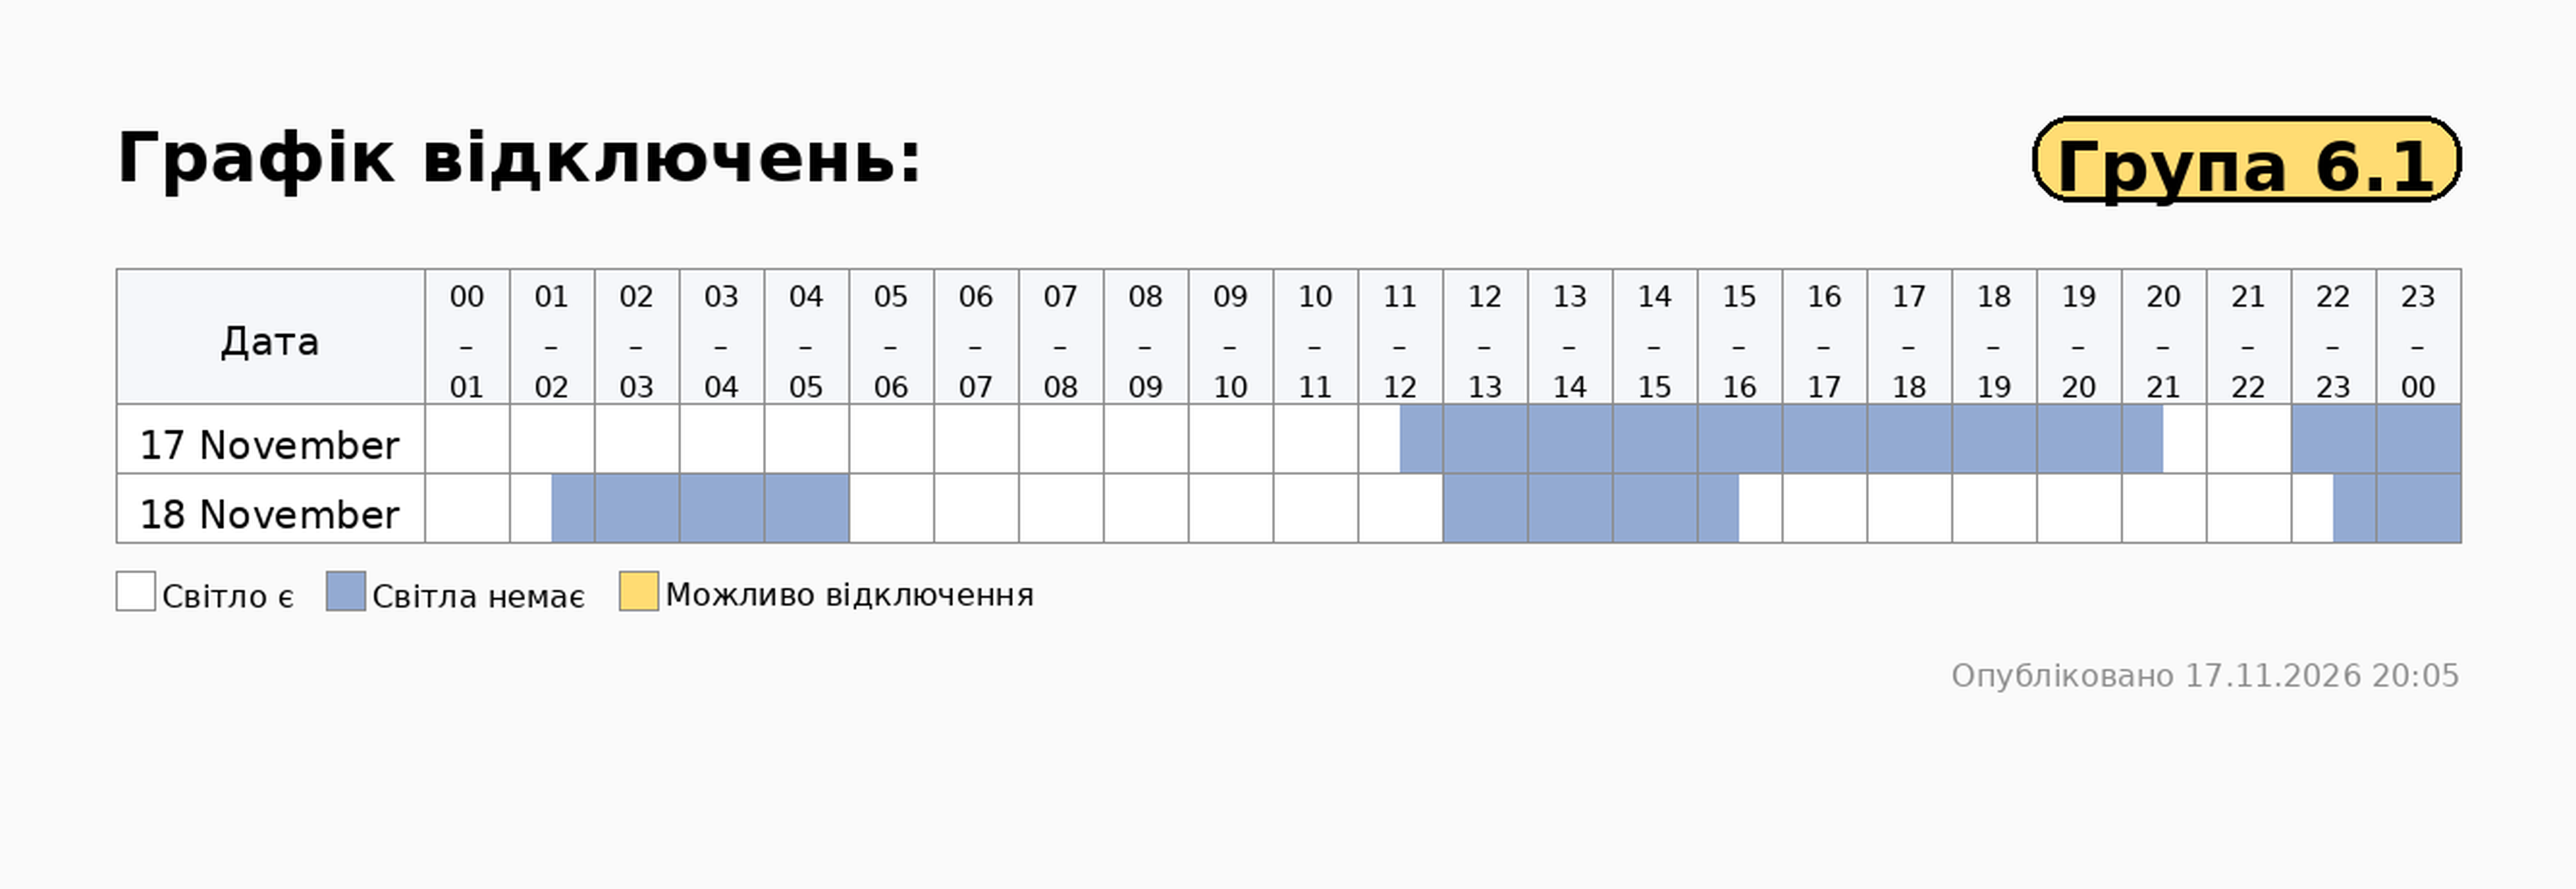 Графік відключень:
Група 6.1
Дата
00 – 01
01 – 02
02 – 03
03 – 04
04 – 05
05 – 06
06 – 07
07 – 08
08 – 09
09 – 10
10 – 11
11 – 12
12 – 13
13 – 14
14 – 15
15 – 16
16 – 17
17 – 18
18 – 19
19 – 20
20 – 21
21 – 22
22 – 23
23 – 00
17 November
18 November
Світло є
Світла немає
Можливо відключення
Опубліковано 17.11.2026 20:05